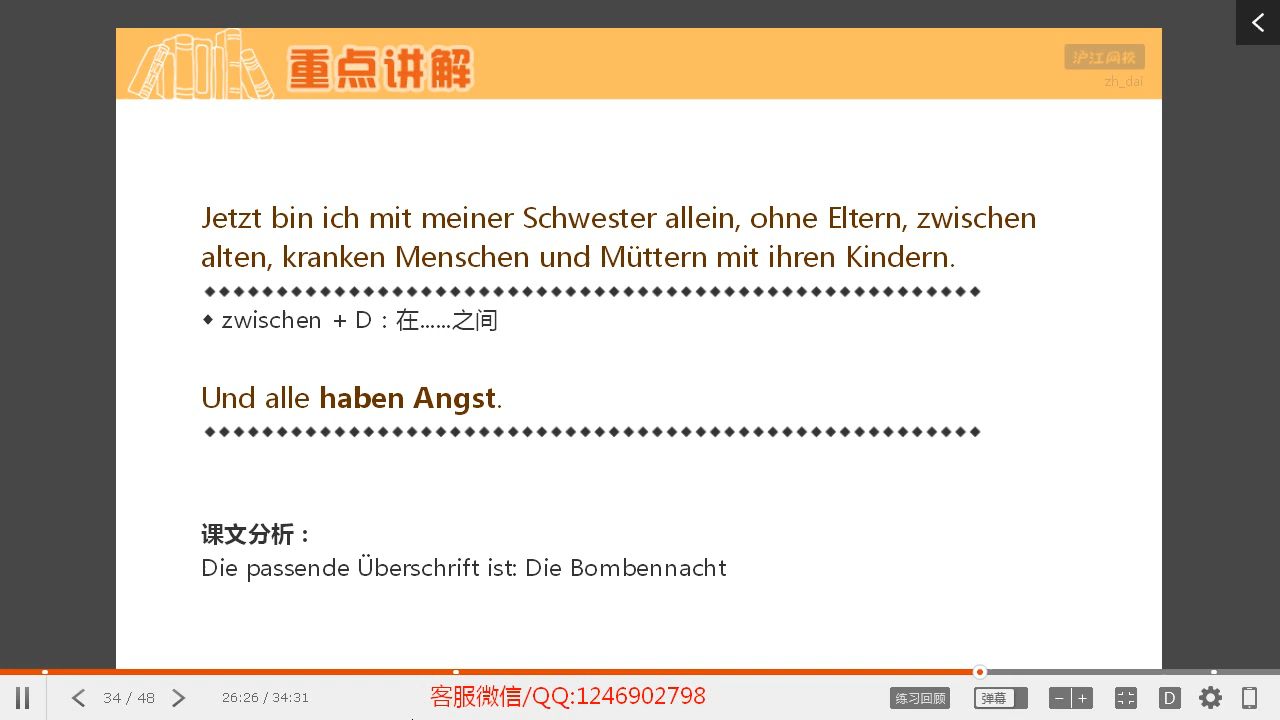 重点讲解
沪江网校
zh_dai
Jetzt bin ich mit meiner Schwester allein, ohne Eltern, zwischen
alten, kranken Menschen und Müttern mit ihren Kindern.
◆ zwischen + D：在……之间
Und alle haben Angst.
课文分析：
Die passende Überschrift ist: Die Bombennacht
34 / 48
26:26 / 34:31
客服微信/QQ:1246902798
练习回顾
弹幕
D